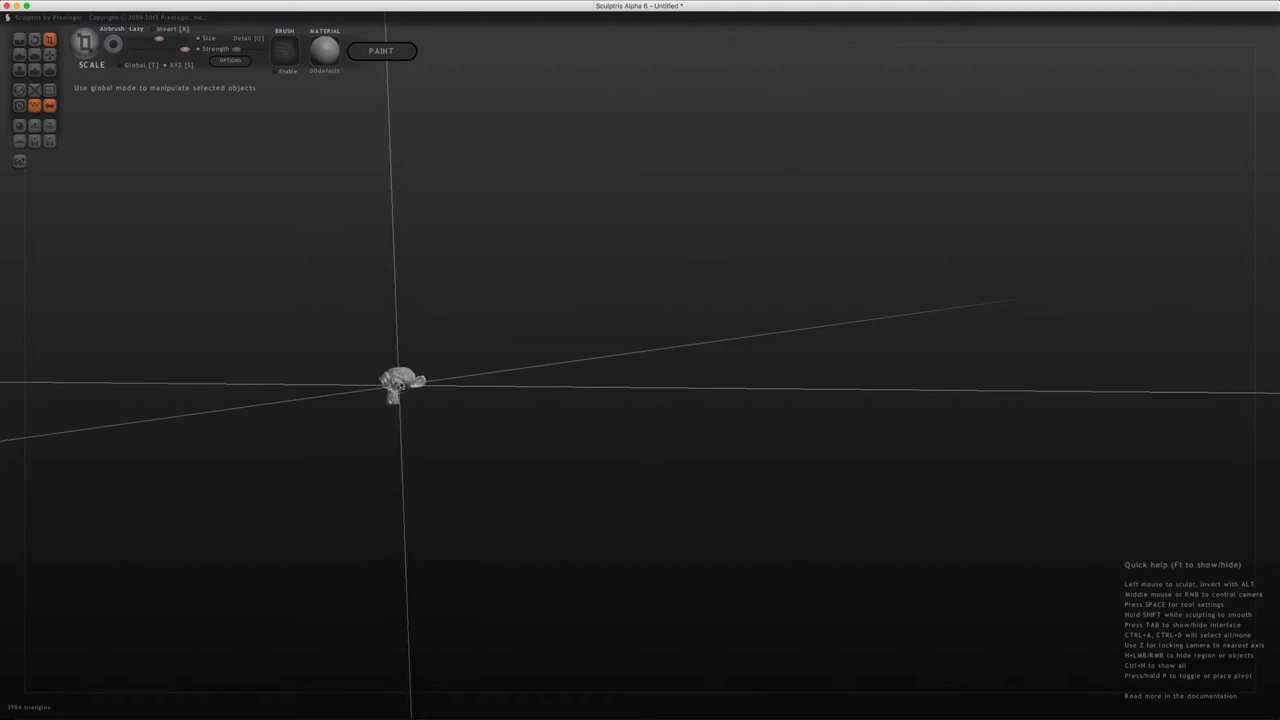 Sculptris Alpha 6 - Untitled *
Sculptris by Pixologic Copyright © 2009-2015 Pixologic, Inc.
Airbrush Lazy Invert [A]
Size Detail [Q]
Strength
SCALE Global [T] XYZ [S] OPTIONS
BRUSH
Enable
MATERIAL
00default
PAINT
Use global mode to manipulate selected objects
Quick help (F1 to show/hide)
Left mouse to sculpt, invert with ALT
Middle mouse or RMB to control camera
Press SPACE for tool settings
Hold SHIFT while sculpting to smooth
Press TAB to show/hide interface
CTRL+A, CTRL+D will select all/none
Use Z for locking camera to nearest axis
H+LMB/RMB to hide region or objects
Ctrl+H to show all
Press/hold P to toggle or place pivot
Read more in the documentation
3984 triangles